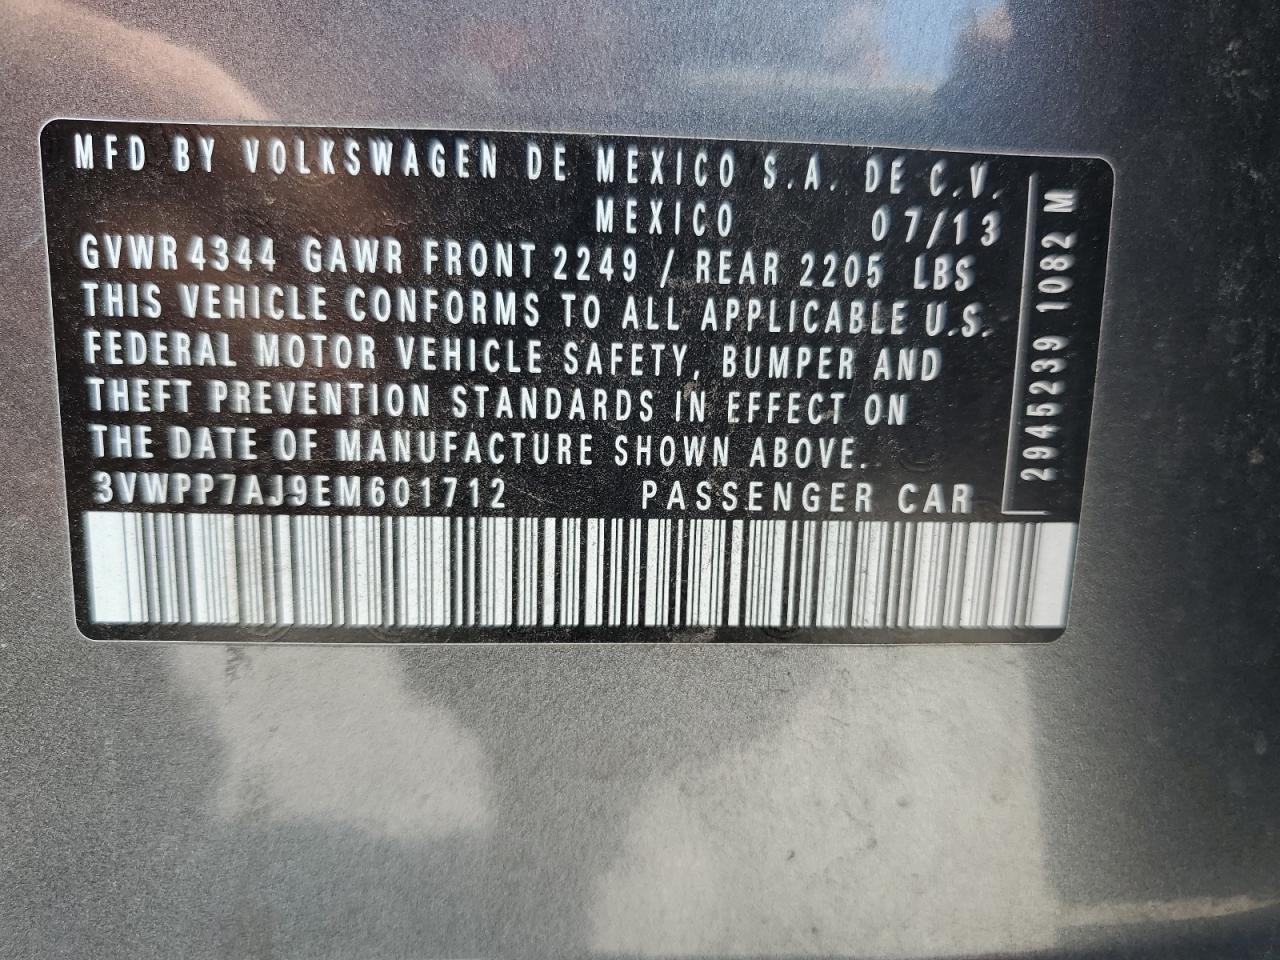 MFD BY VOLKSWAGEN DE MEXICO S.A. DE C.V.
MEXICO 07/13
GVWR 4344 GAWR FRONT 2249 / REAR 2205 LBS
THIS VEHICLE CONFORMS TO ALL APPLICABLE U.S.
FEDERAL MOTOR VEHICLE SAFETY, BUMPER AND
THEFT PREVENTION STANDARDS IN EFFECT ON
THE DATE OF MANUFACTURE SHOWN ABOVE.
3VWPP7AJ9EM601712 PASSENGER CAR
2945239 1082 M